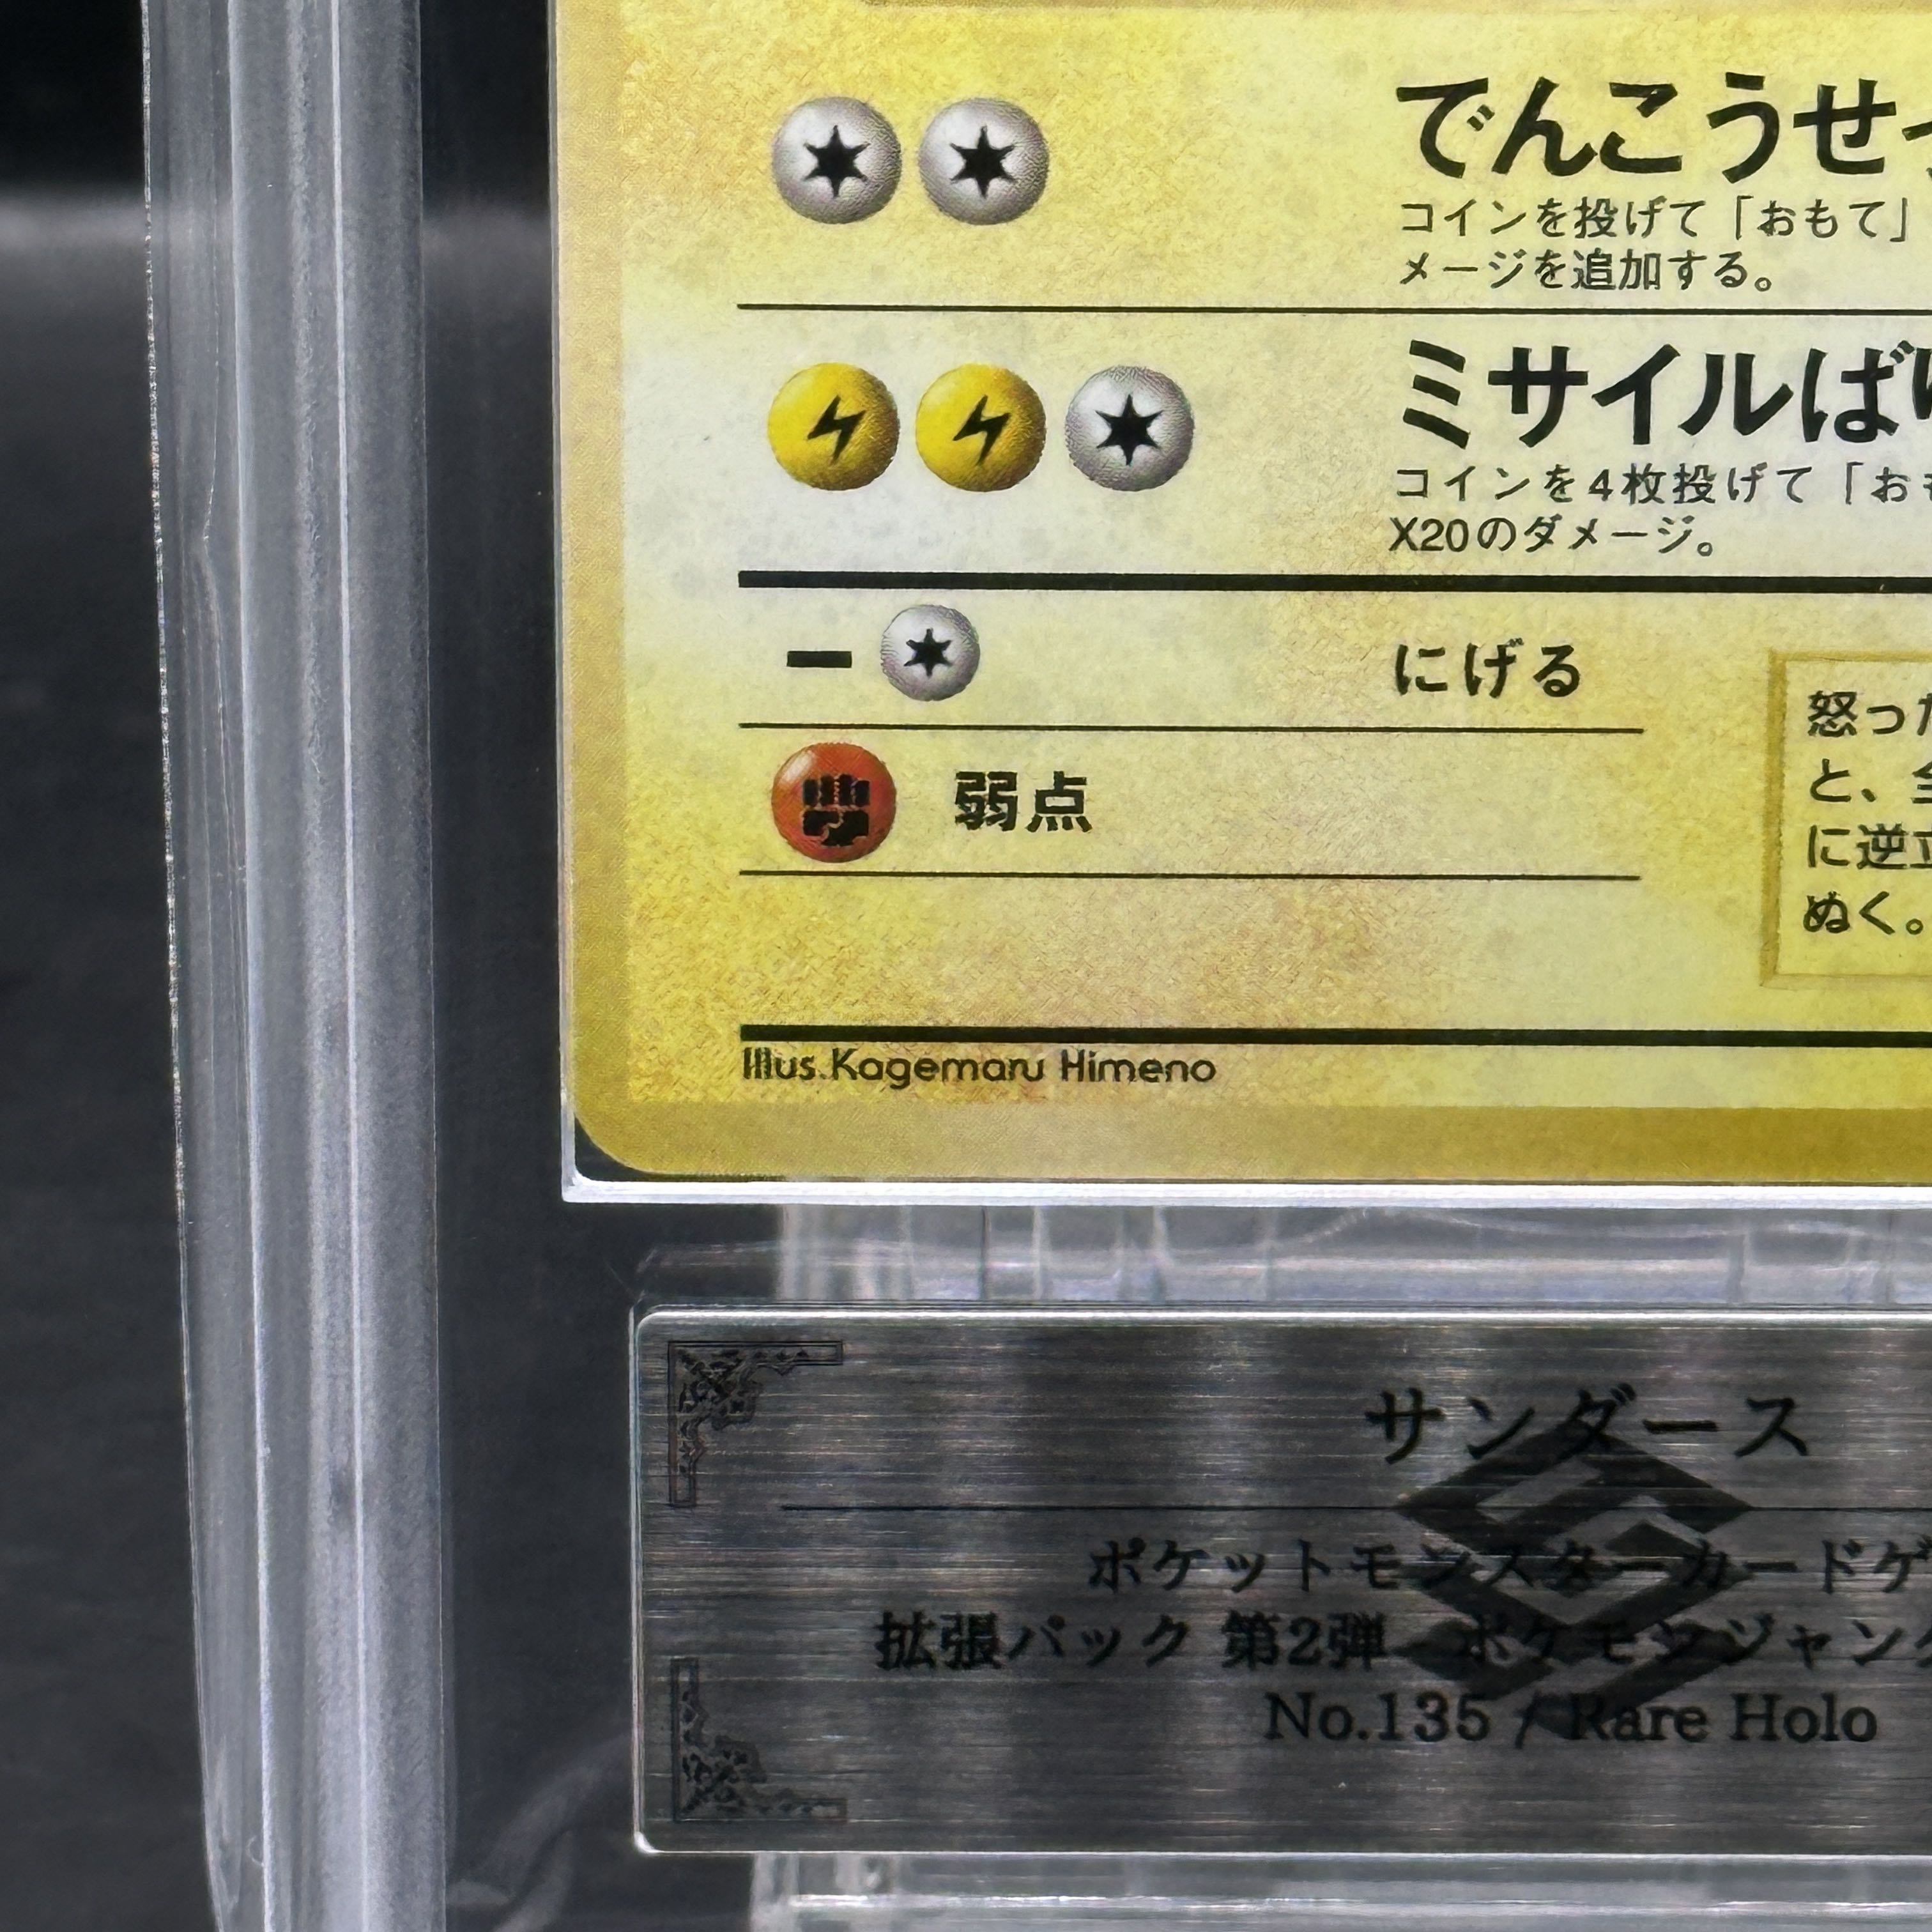 でんこうせ
コインを投げて「おもて」
メージを追加する。
ミサイルば
コインを4枚投げて「お
X20のダメージ。
にげる
怒った
弱点
と、
に逆
ぬく。
Illus. Kagemaru Himeno
サンダース
ポケットモンスターカードゲ
拡張パック 第2弾 ポケモンジャン
No.135 / Rare Holo